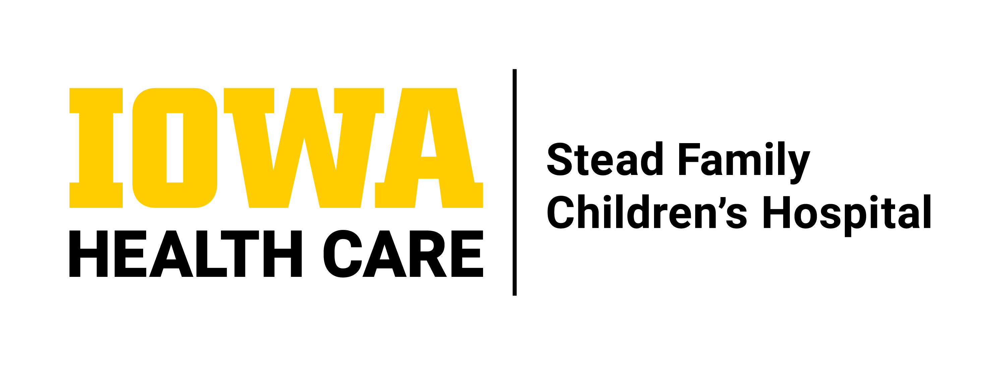 IOWA
HEALTH CARE
Stead Family
Children’s Hospital